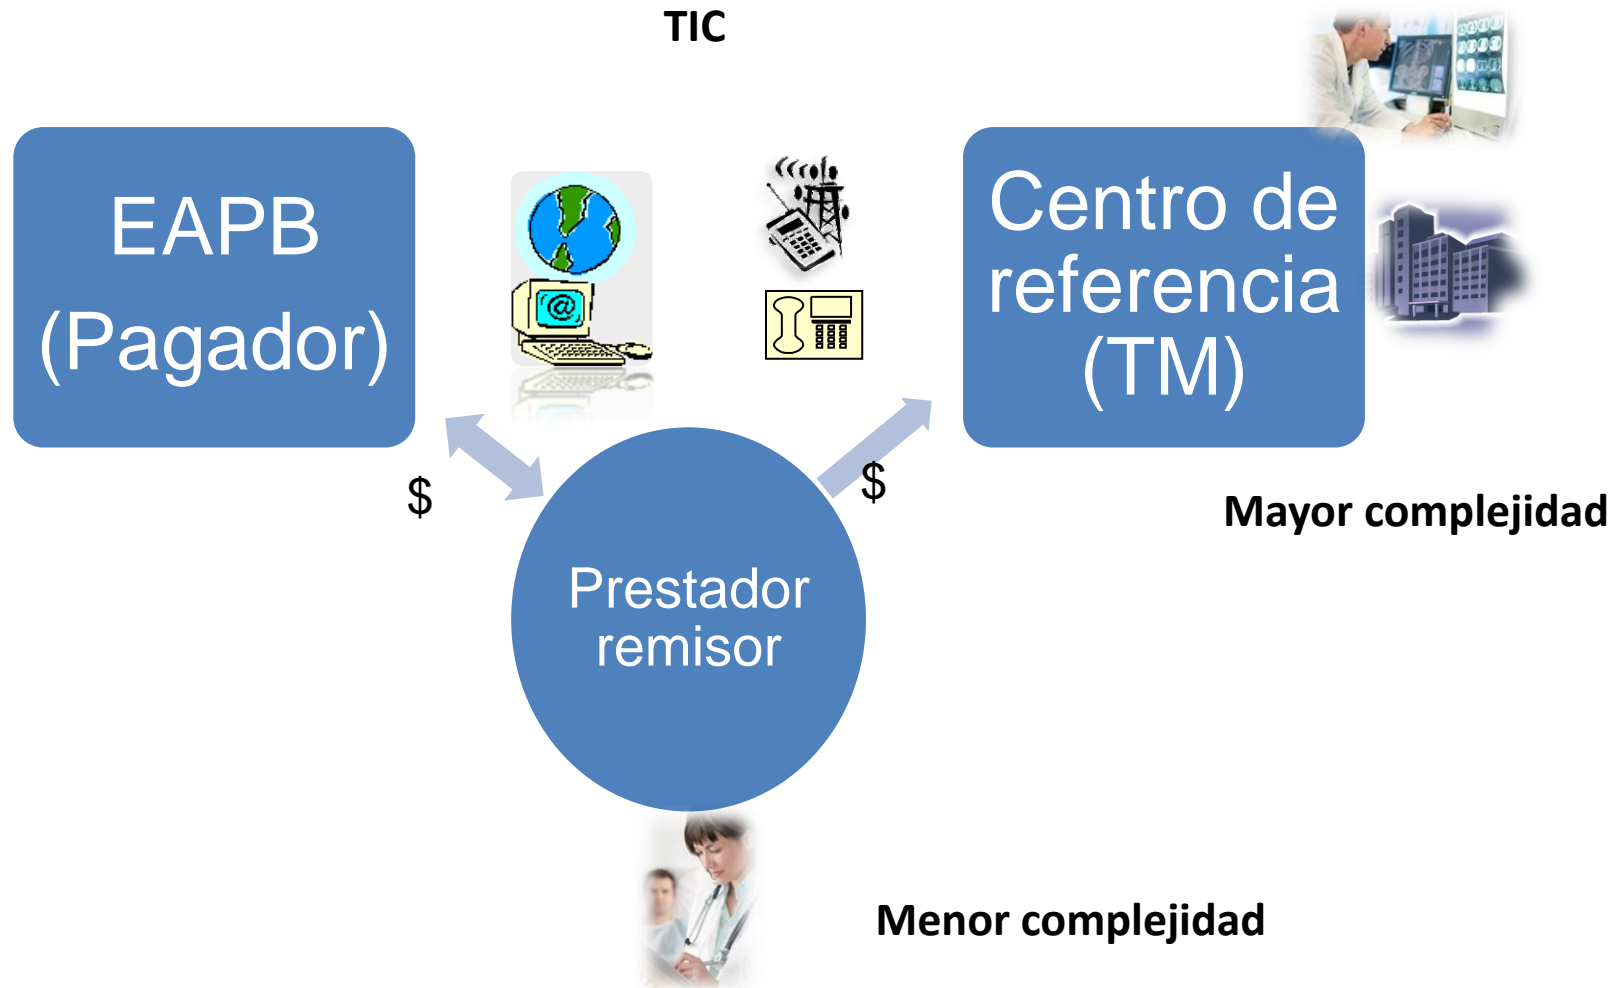 TIC
EAPB
(Pagador)
@
Centro de
referencia
(TM)
$
$
Mayor complejidad
Prestador
remisor
Menor complejidad